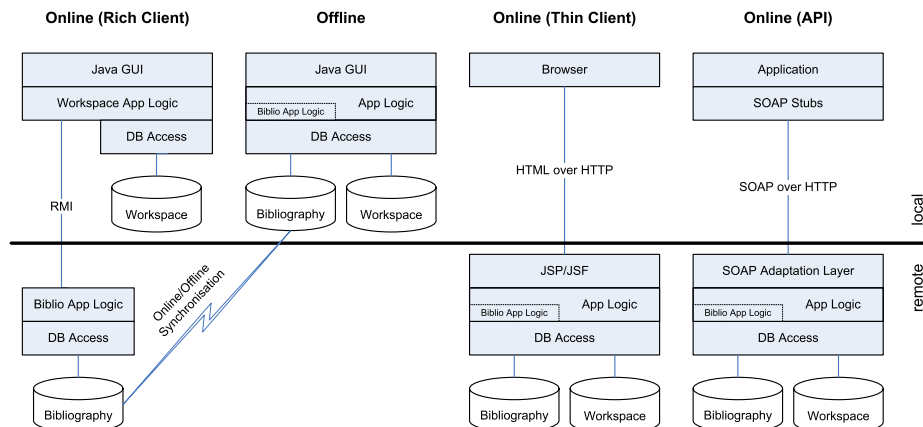 Online (Rich Client)
Offline
Online (Thin Client)
Online (API)
Java GUI
Workspace App Logic
DB Access
Workspace
RMI
Java GUI
App Logic
Biblio App Logic
DB Access
Bibliography
Workspace
Browser
HTML over HTTP
Application
SOAP Stubs
SOAP over HTTP
local
remote
Biblio App Logic
DB Access
Bibliography
Online/Offline
Synchronisation
JSP/JSF
App Logic
Biblio App Logic
DB Access
Bibliography
Workspace
SOAP Adaptation Layer
App Logic
Biblio App Logic
DB Access
Bibliography
Workspace